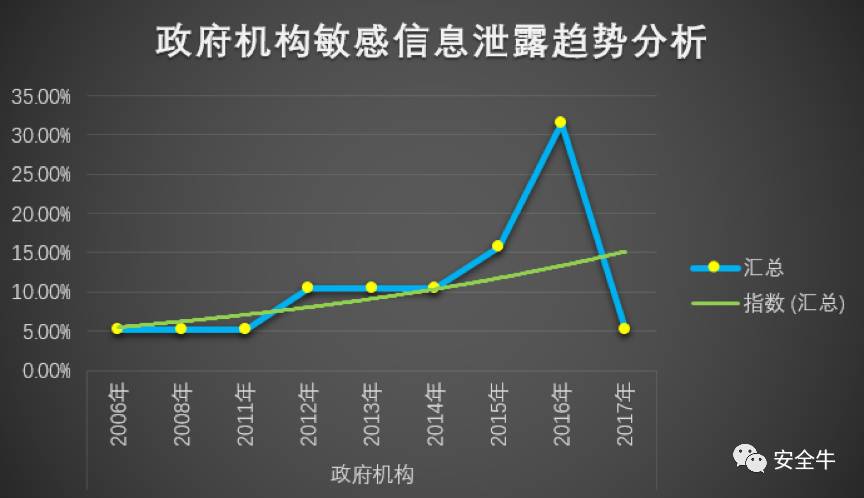 政府机构敏感信息泄露趋势分析
35.00%
30.00%
25.00%
20.00%
15.00%
10.00%
5.00%
0.00%
2006年
2008年
2011年
2012年
2013年
2014年
2015年
2016年
2017年
政府机构
汇总
指数 (汇总)
安全牛